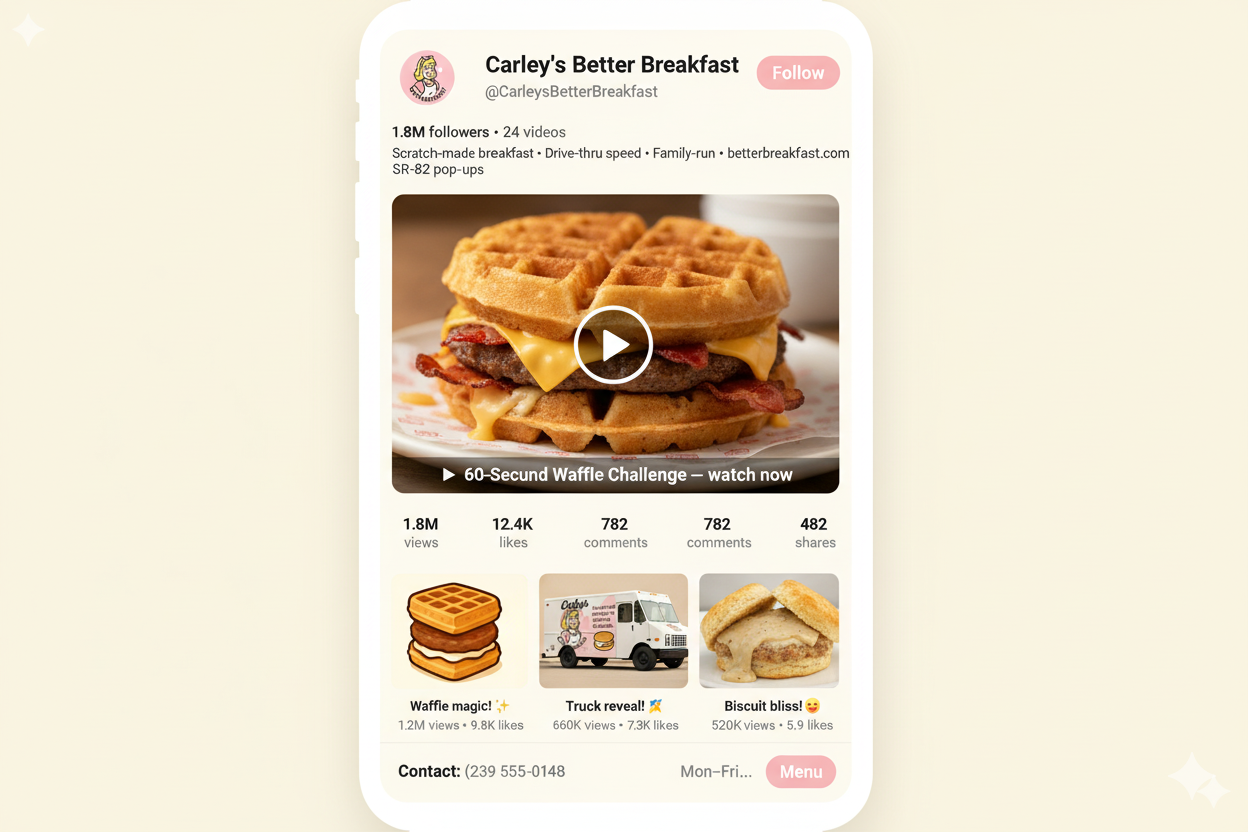 Carley's Better Breakfast
Follow
@CarleysBetterBreakfast
1.8M followers • 24 videos
Scratch-made breakfast • Drive-thru speed • Family-run • betterbreakfast.com
SR-82 pop-ups
▶ 60-Secund Waffle Challenge – watch now
1.8M 12.4K 782 782 482
views likes comments comments shares
Waffle magic! ✨ Truck reveal! Biscuit bliss!
1.2M views • 9.8K likes 660K views • 7.3K likes 520K views • 5.9 likes
Contact: (239 555-0148 Mon–Fri... Menu